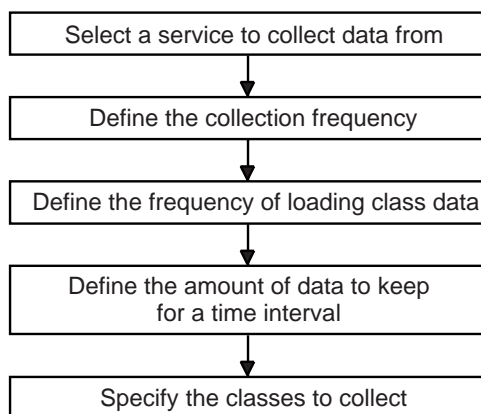 Select a service to collect data from
Define the collection frequency
Define the frequency of loading class data
Define the amount of data to keep
for a time interval
Specify the classes to collect